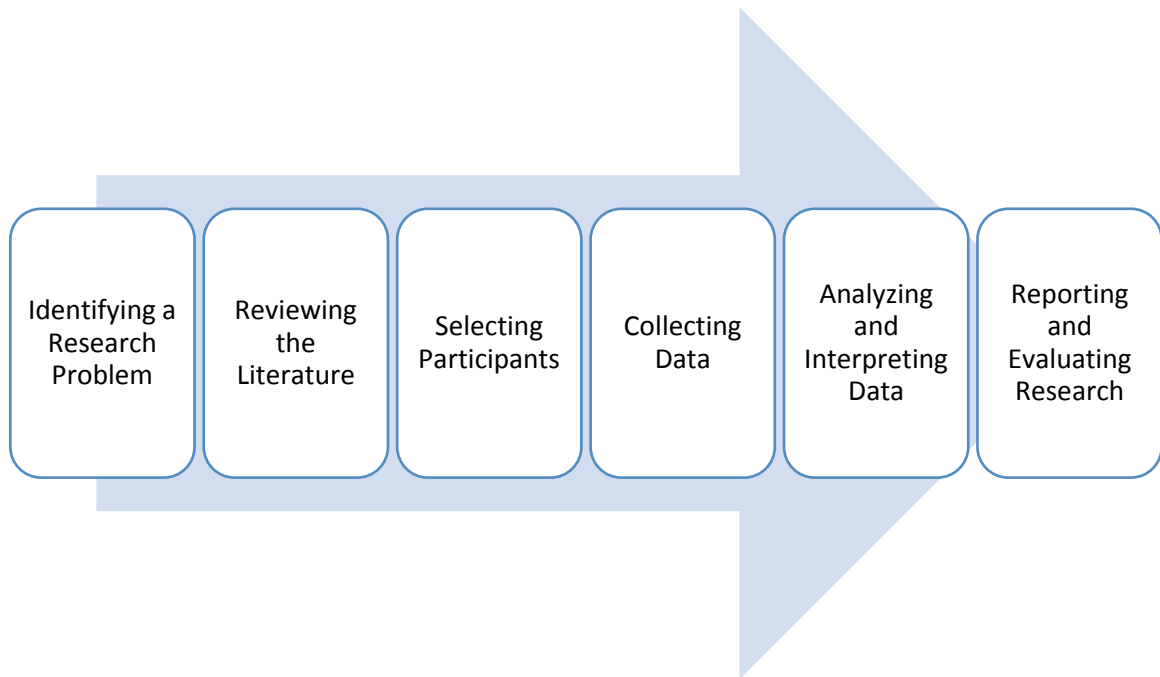 Identifying a
Research
Problem
Reviewing
the
Literature
Selecting
Participants
Collecting
Data
Analyzing
and
Interpreting
Data
Reporting
and
Evaluating
Research